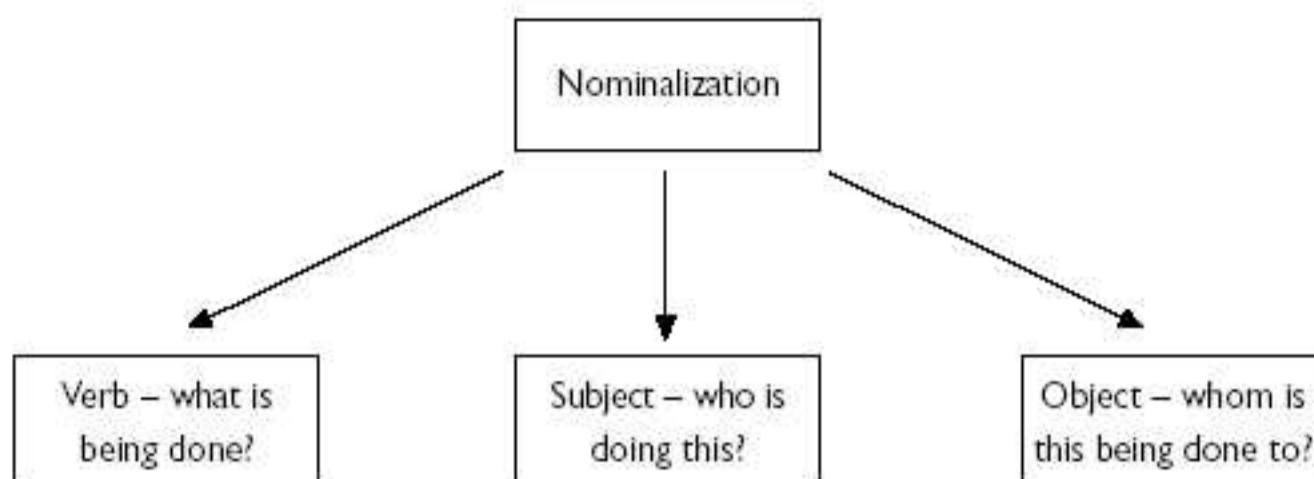 Nominalization
Verb – what is
being done?
Subject – who is
doing this?
Object – whom is
this being done to?